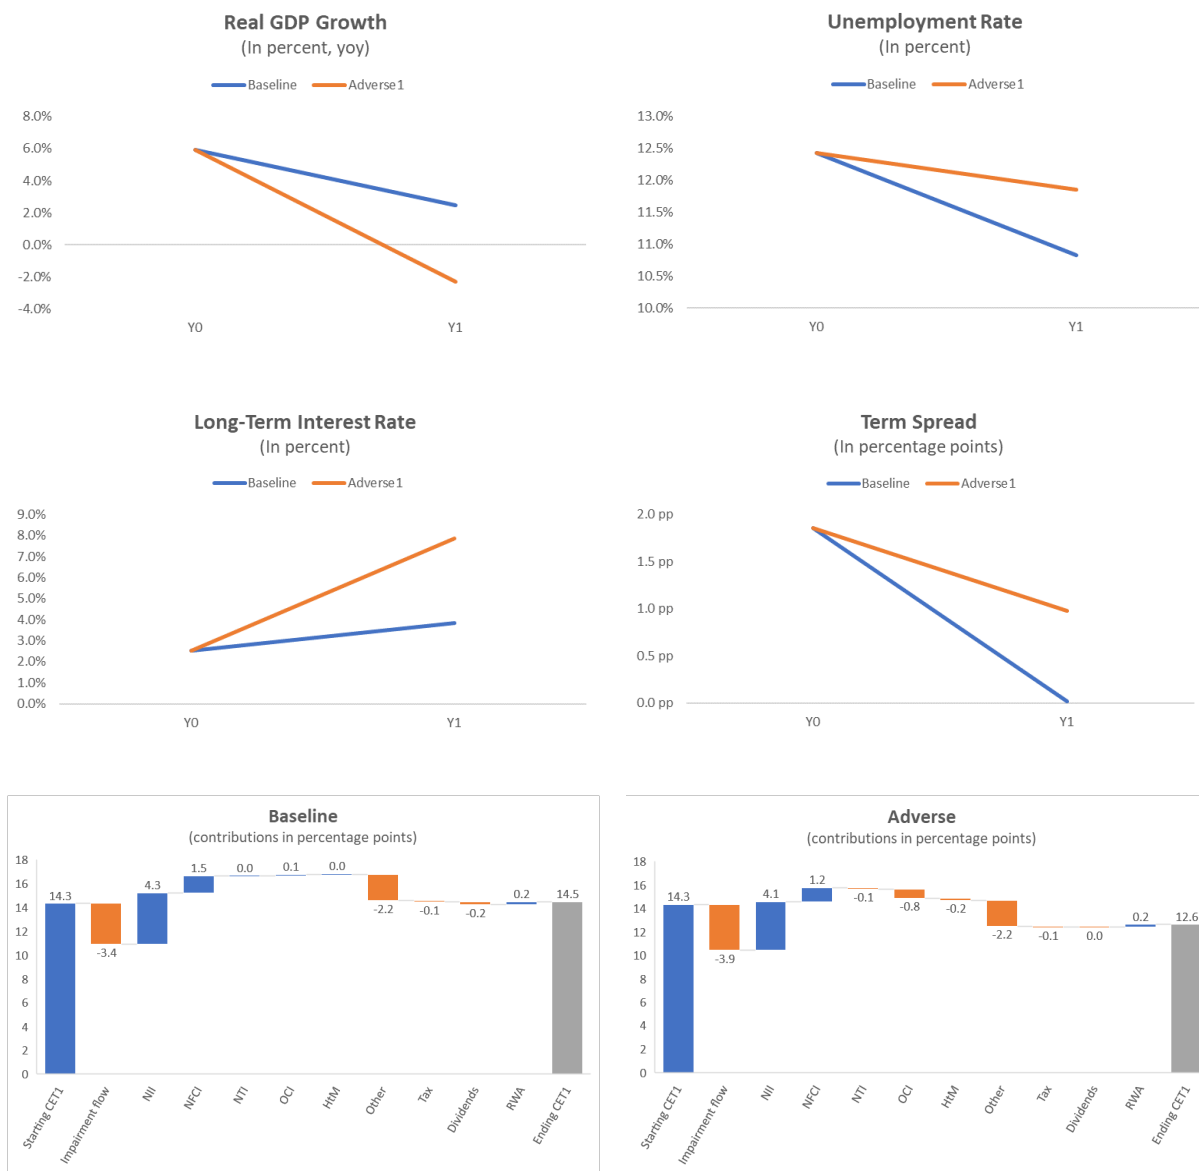 Real GDP Growth
(In percent, yoy)
Baseline Adverse1
8.0%
6.0%
4.0%
2.0%
0.0%
-2.0%
-4.0%
Y0 Y1
Unemployment Rate
(In percent)
Baseline Adverse1
13.0%
12.5%
12.0%
11.5%
11.0%
10.5%
10.0%
Y0 Y1
Long-Term Interest Rate
(In percent)
Baseline Adverse1
9.0%
8.0%
7.0%
6.0%
5.0%
4.0%
3.0%
2.0%
1.0%
0.0%
Y0 Y1
Term Spread
(In percentage points)
Baseline Adverse1
2.0 pp
1.5 pp
1.0 pp
0.5 pp
0.0 pp
Y0 Y1
Baseline
(contributions in percentage points)
18
16
14
12
10
8
6
4
2
0
14.3 -3.4 4.3 1.5 0.0 0.1 0.0 -2.2 -0.1 -0.2 0.2 14.5
Starting CET1 Impairment flow NII NFCI NTI OCI HtM Other Tax Dividends RWA Ending CET1
Adverse
(contributions in percentage points)
18
16
14
12
10
8
6
4
2
0
14.3 -3.9 4.1 1.2 -0.1 -0.8 -0.2 -2.2 -0.1 0.0 0.2 12.6
Starting CET1 Impairment flow NII NFCI NTI OCI HtM Other Tax Dividends RWA Ending CET1